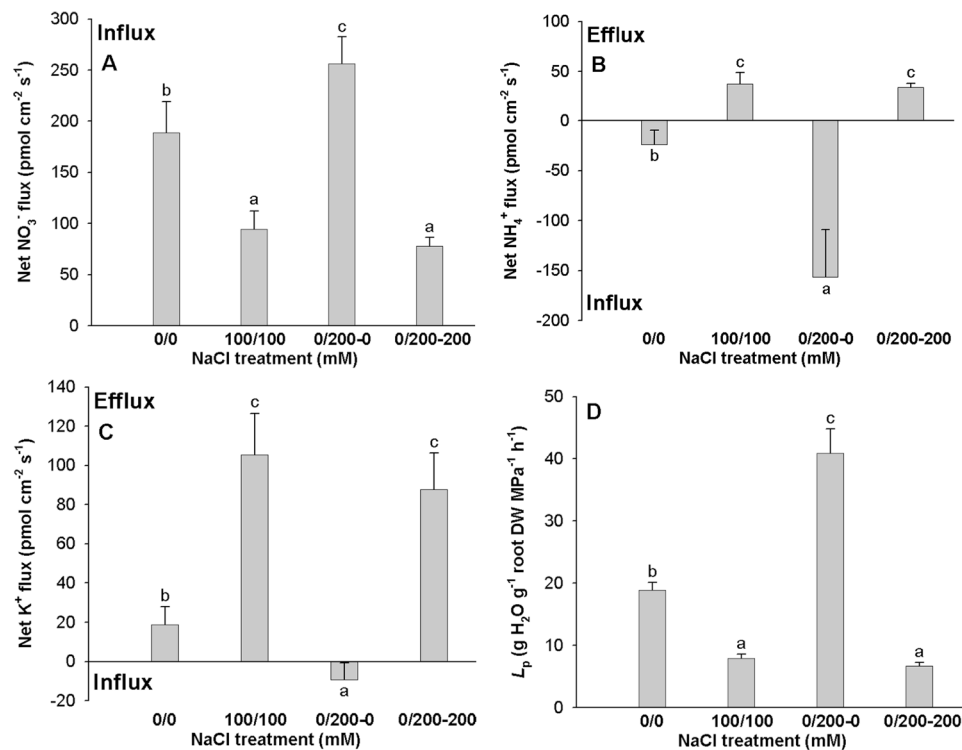 Influx
A
Net NO₃⁻ flux (pmol cm⁻² s⁻¹)
300
250
200
150
100
50
0
b
a
c
a
0/0 100/100 0/200-0 0/200-200
NaCl treatment (mM)
Efflux
B
Net NH₄⁺ flux (pmol cm⁻² s⁻¹)
100
50
0
-50
-100
-150
-200
b
c
a
c
Influx
0/0 100/100 0/200-0 0/200-200
NaCl treatment (mM)
Efflux
C
Net K⁺ flux (pmol cm⁻² s⁻¹)
140
120
100
80
60
40
20
0
-20
b
c
a
c
Influx
0/0 100/100 0/200-0 0/200-200
NaCl treatment (mM)
D
Lp (g H₂O g⁻¹ root DW MPa⁻¹ h⁻¹)
50
40
30
20
10
0
b
a
c
a
0/0 100/100 0/200-0 0/200-200
NaCl treatment (mM)